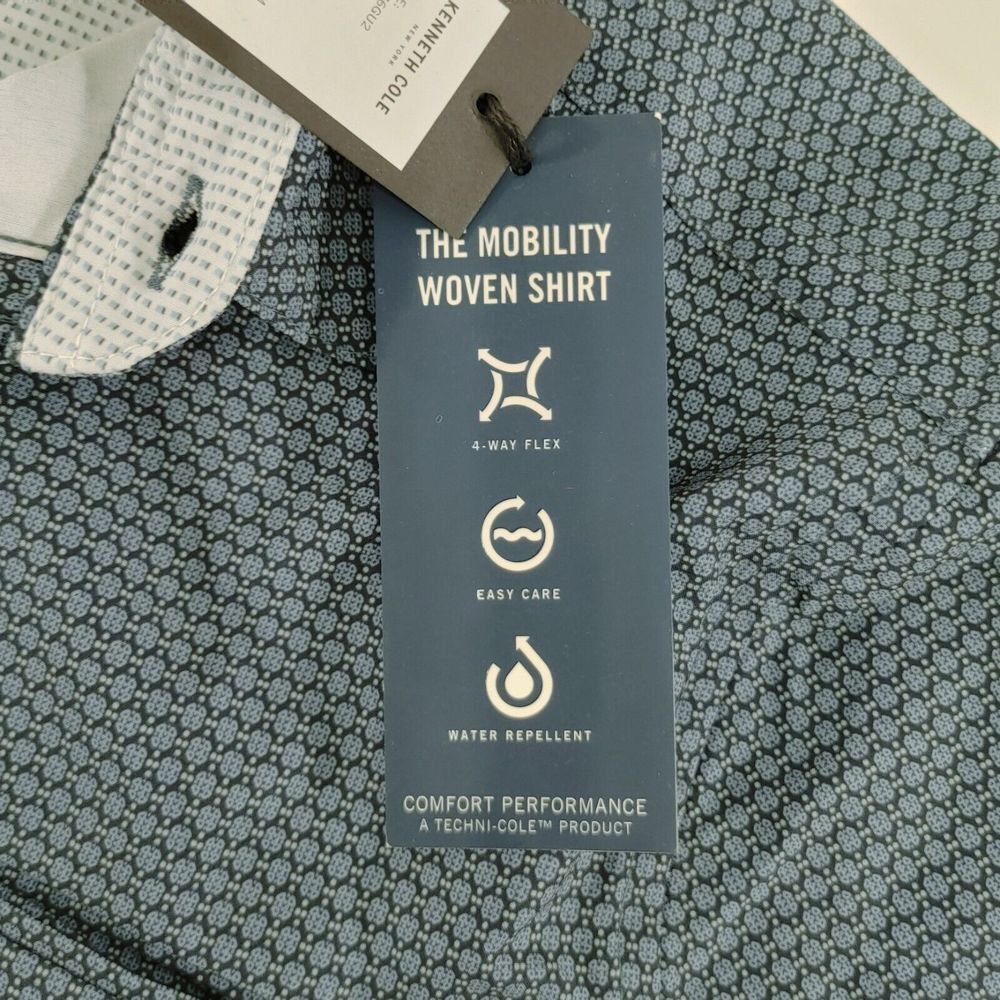 KENNETH COLE
NEW YORK
THE MOBILITY
WOVEN SHIRT
4-WAY FLEX
EASY CARE
WATER REPELLENT
COMFORT PERFORMANCE
A TECHNI-COLE™ PRODUCT